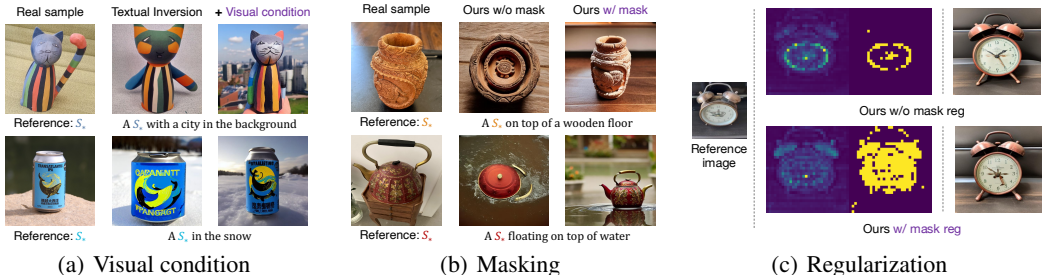 Real sample
Textual Inversion
+ Visual condition
Reference: S*
A S* with a city in the background
QACANINTT
PFANGRGT
Reference: S*
A S* in the snow
(a) Visual condition
Real sample
Ours w/o mask
Ours w/ mask
Reference: S*
A S* on top of a wooden floor
Reference: S*
A S* floating on top of water
(b) Masking
Reference
image
Ours w/o mask reg
Ours w/ mask reg
(c) Regularization